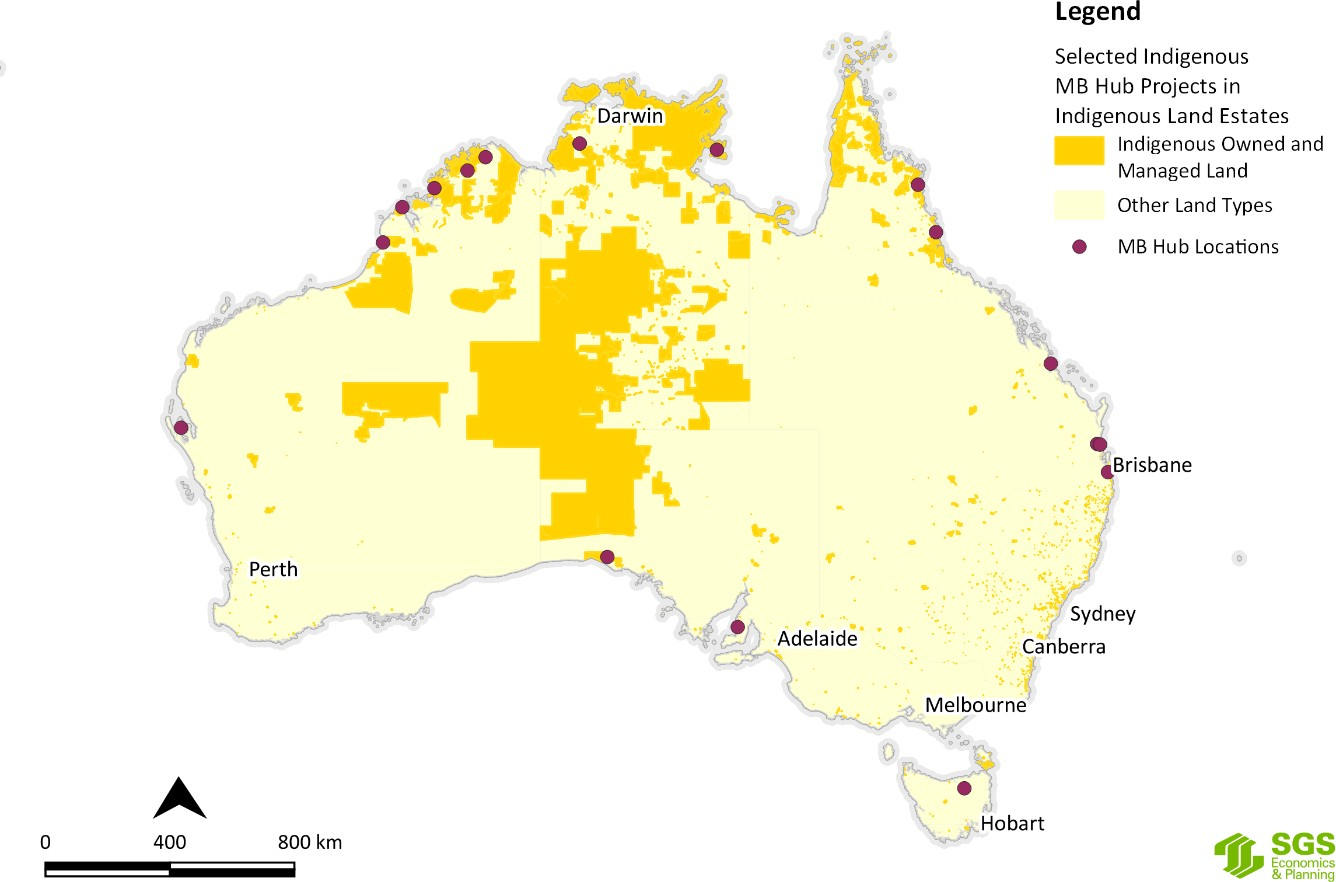 Legend
Selected Indigenous
MB Hub Projects in
Indigenous Land Estates
Indigenous Owned and
Managed Land
Other Land Types
MB Hub Locations
Darwin
Brisbane
Perth
Sydney
Adelaide
Canberra
Melbourne
Hobart
0 400 800 km
SGS
Economics
& Planning